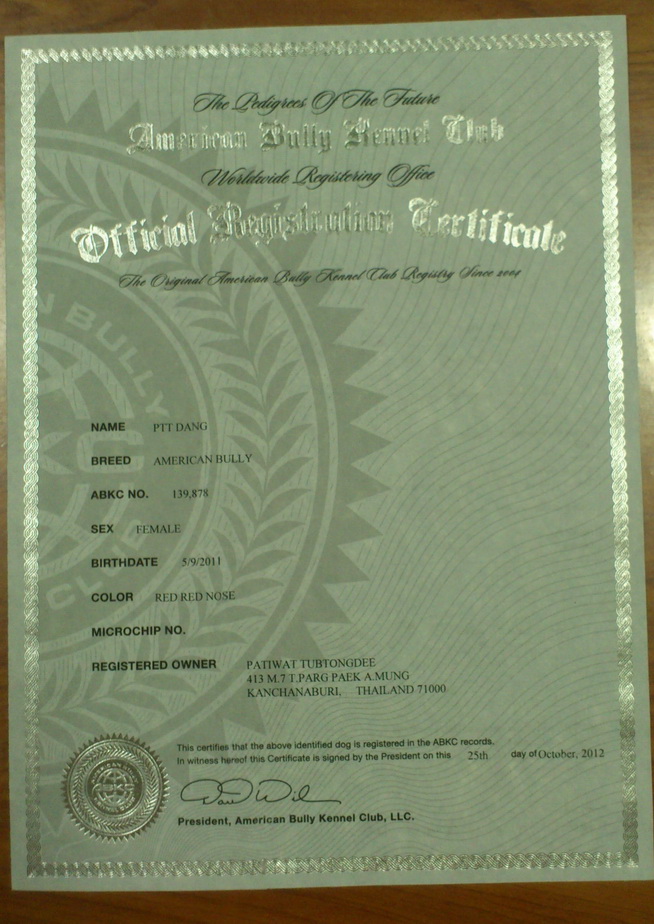 The Pedigrees Of The Future
American Bully Kennel Club
Worldwide Registering Office
Official Registration Certificate
The Original American Bully Kennel Club Registry Since 2004
AN BULLY
CLU
NAME PTT DANG
BREED AMERICAN BULLY
ABKC NO. 139,878
SEX FEMALE
BIRTHDATE 5/9/2011
COLOR RED RED NOSE
MICROCHIP NO.
REGISTERED OWNER PATIWAT TUBTONGDEE
413 M.7 T.PARG PAEK A.MUNG
KANCHANABURI, THAILAND 71000
This certifies that the above identified dog is registered in the ABKC records.
In witness hereof this Certificate is signed by the President on this 25th day of October, 2012
President, American Bully Kennel Club, LLC.
ABKC